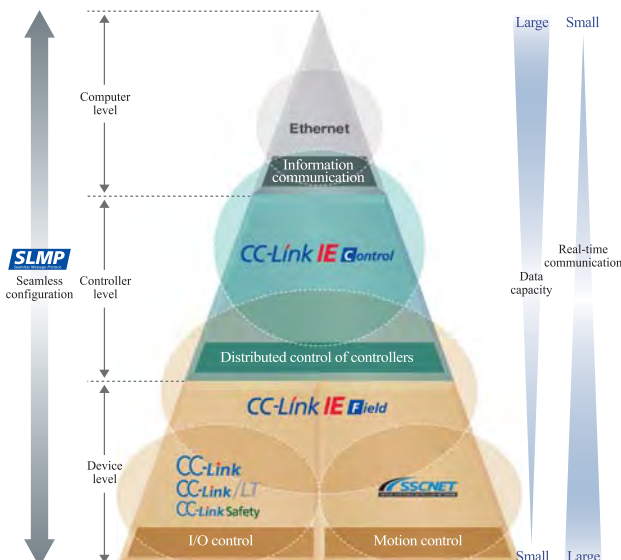 Large Small
Computer
level
Ethernet
Information
communication
SLMP
Seamless Message Protocol
Seamless
configuration
Controller
level
CC-Link IE Control
Real-time
communication
Data
capacity
Distributed control of controllers
CC-Link IE Field
Device
level
CC-Link
CC-Link/LT
CC-Link Safety
SSCNET
I/O control
Motion control
Small Large